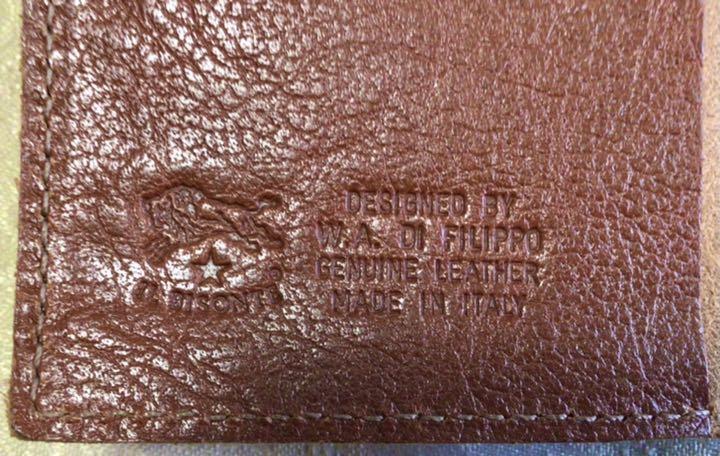 IL BISONTE
DESIGNED BY
W.A. DI FILIPPO
GENUINE LEATHER
MADE IN ITALY